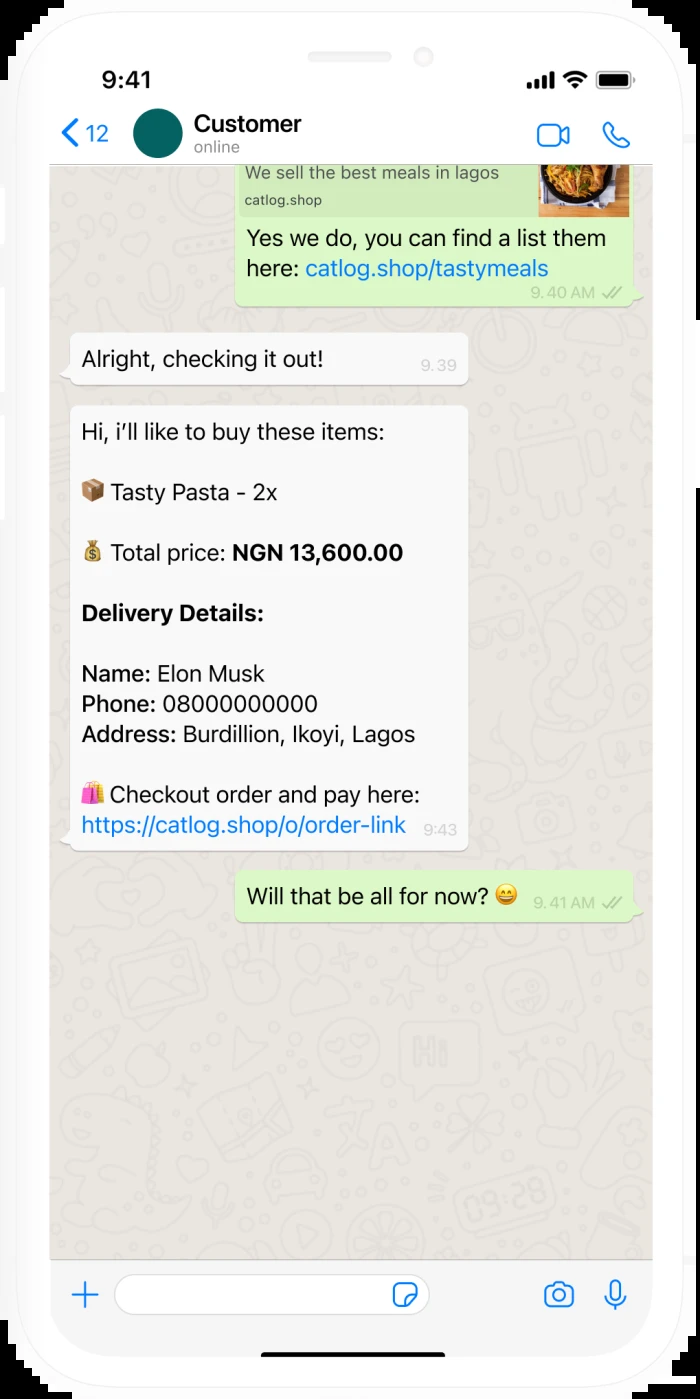 9:41
12
Customer
online
We sell the best meals in lagos
catlog.shop
Yes we do, you can find a list them
here: catlog.shop/tastymeals
9.40 AM
Alright, checking it out!
9.39
Hi, i’ll like to buy these items:
📦 Tasty Pasta - 2x
💰 Total price: NGN 13,600.00
Delivery Details:
Name: Elon Musk
Phone: 08000000000
Address: Burdillion, Ikoyi, Lagos
🛍️ Checkout order and pay here:
https://catlog.shop/o/order-link
9:43
Will that be all for now? 😄
9.41 AM
Hi
09:28